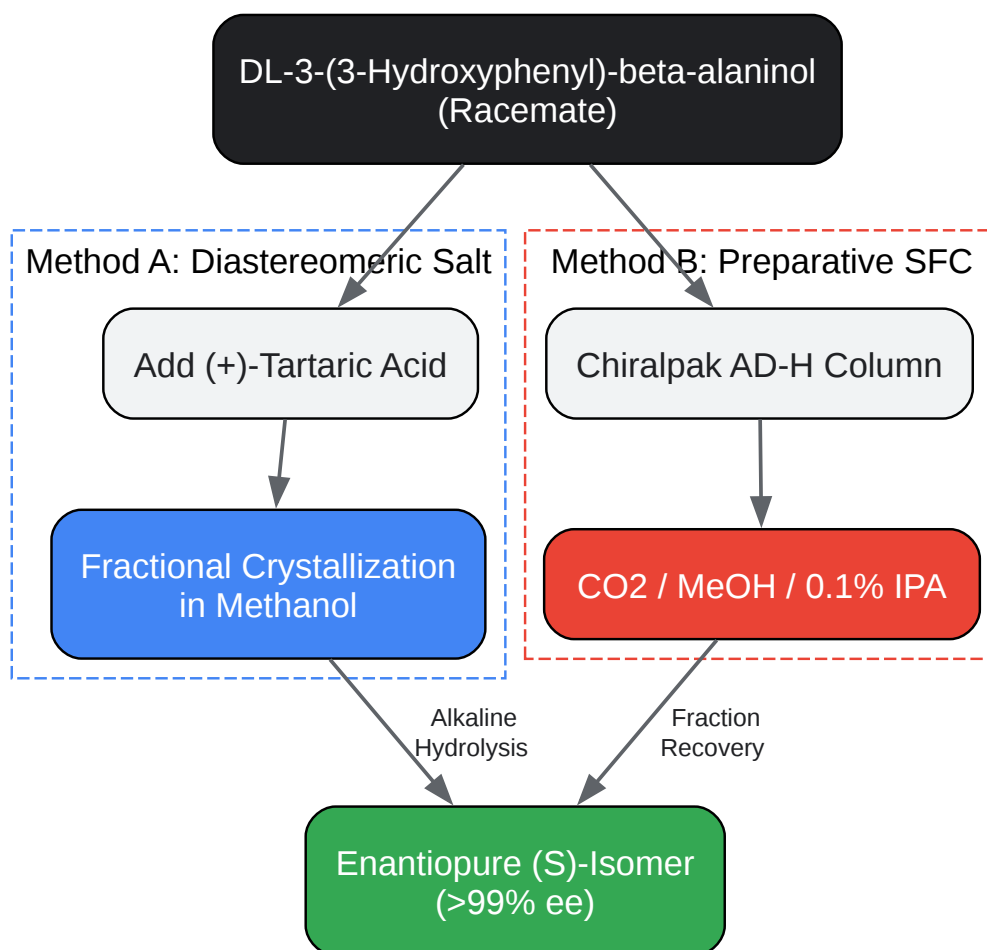 DL-3-(3-Hydroxyphenyl)-beta-alaninol
(Racemate)
Method A: Diastereomeric Salt
Method B: Preparative SFC
Add (+)-Tartaric Acid
Chiralpak AD-H Column
Fractional Crystallization
in Methanol
CO2 / MeOH / 0.1% IPA
Alkaline
Hydrolysis
Fraction
Recovery
Enantiopure (S)-Isomer
(>99% ee)